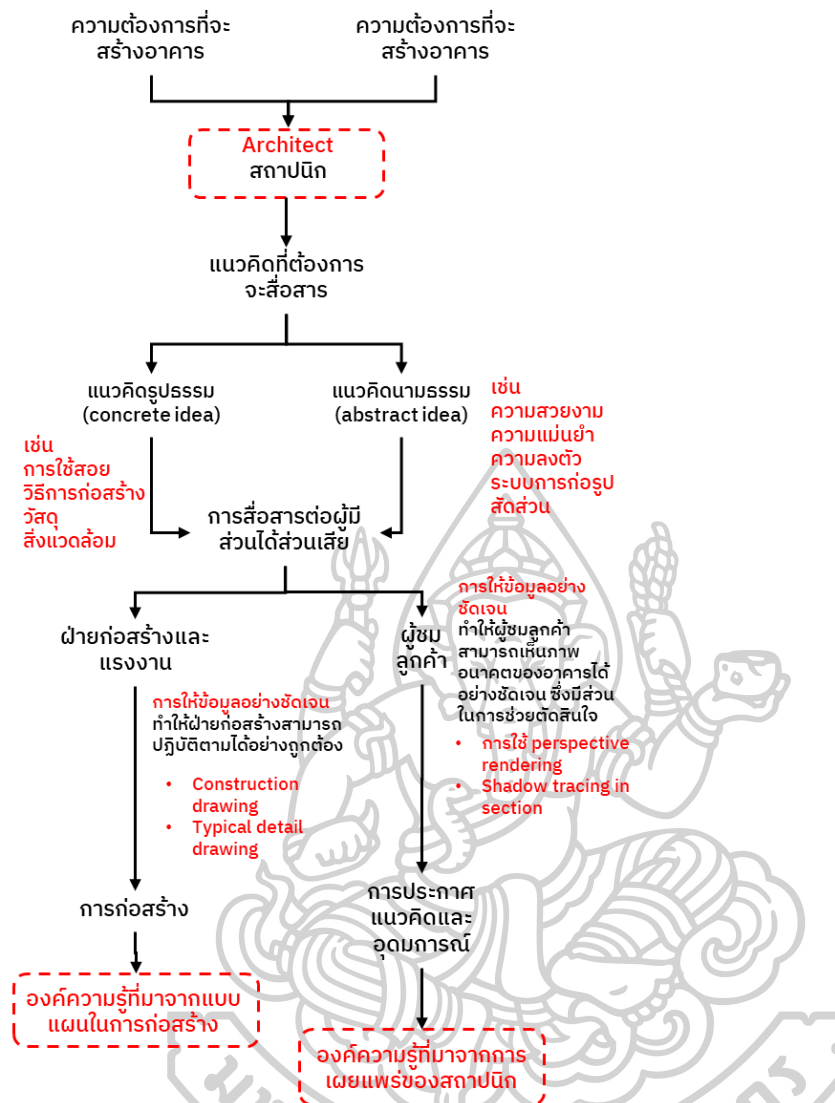 ความต้องการที่จะ
สร้างอาคาร
ความต้องการที่จะ
สร้างอาคาร
Architect
สถาปนิก
แนวคิดที่ต้องการ
จะสื่อสาร
แนวคิดรูปธรรม
(concrete idea)
แนวคิดนามธรรม
(abstract idea)
เช่น
ความสวยงาม
ความแม่นยำ
ความลงตัว
ระบบการก่อรูป
สัดส่วน
เช่น
การใช้สอย
วิธีการก่อสร้าง
วัสดุ
สิ่งแวดล้อม
การสื่อสารต่อผู้มี
ส่วนได้ส่วนเสีย
ฝ่ายก่อสร้างและ
แรงงาน
ผู้ชม
ลูกค้า
การให้ข้อมูลอย่าง
ชัดเจน
ทำให้ผู้ชมลูกค้า
สามารถเห็นภาพ
อนาคตของอาคารได้
อย่างชัดเจน ซึ่งมีส่วน
ในการช่วยตัดสินใจ
• การใช้ perspective
rendering
• Shadow tracing in
section
การให้ข้อมูลอย่างชัดเจน
ทำให้ฝ่ายก่อสร้างสามารถ
ปฏิบัติตามได้อย่างถูกต้อง
• Construction
drawing
• Typical detail
drawing
การก่อสร้าง
การประกาศ
แนวคิดและ
อุดมการณ์
องค์ความรู้ที่มาจากแบบ
แผนในการก่อสร้าง
องค์ความรู้ที่มาจากการ
เผยแพร่ของสถาปนิก